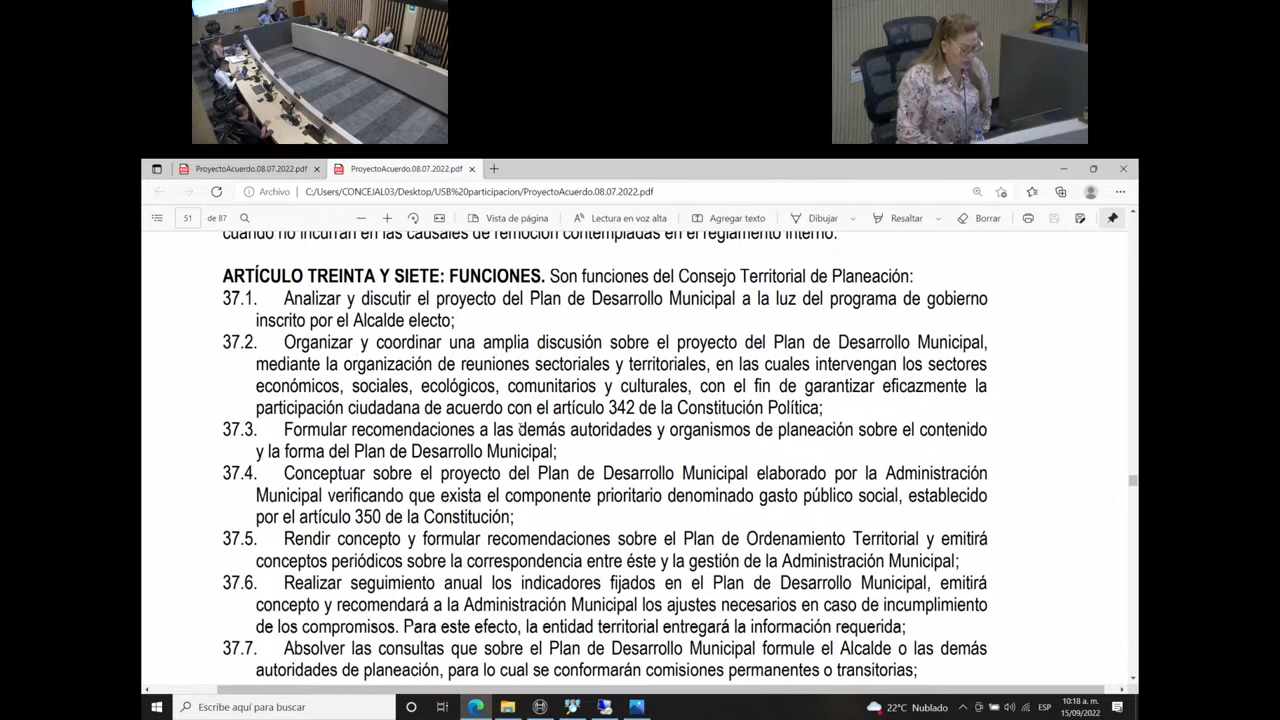 ProyectoAcuerdo.08.07.2022.pdf
ProyectoAcuerdo.08.07.2022.pdf
Archivo
C:/Users/CONCEJAL03/Desktop/USB%20participacion/ProyectoAcuerdo.08.07.2022.pdf
51
de 87
Vista de página
Lectura en voz alta
Agregar texto
Dibujar
Resaltar
Borrar
cuando no incurran en las causales de remoción contempladas en el reglamento interno.
ARTÍCULO TREINTA Y SIETE: FUNCIONES. Son funciones del Consejo Territorial de Planeación:
37.1. Analizar y discutir el proyecto del Plan de Desarrollo Municipal a la luz del programa de gobierno
inscrito por el Alcalde electo;
37.2. Organizar y coordinar una amplia discusión sobre el proyecto del Plan de Desarrollo Municipal,
mediante la organización de reuniones sectoriales y territoriales, en las cuales intervengan los sectores
económicos, sociales, ecológicos, comunitarios y culturales, con el fin de garantizar eficazmente la
participación ciudadana de acuerdo con el artículo 342 de la Constitución Política;
37.3. Formular recomendaciones a las demás autoridades y organismos de planeación sobre el contenido
y la forma del Plan de Desarrollo Municipal;
37.4. Conceptuar sobre el proyecto del Plan de Desarrollo Municipal elaborado por la Administración
Municipal verificando que exista el componente prioritario denominado gasto público social, establecido
por el artículo 350 de la Constitución;
37.5. Rendir concepto y formular recomendaciones sobre el Plan de Ordenamiento Territorial y emitirá
conceptos periódicos sobre la correspondencia entre éste y la gestión de la Administración Municipal;
37.6. Realizar seguimiento anual los indicadores fijados en el Plan de Desarrollo Municipal, emitirá
concepto y recomendará a la Administración Municipal los ajustes necesarios en caso de incumplimiento
de los compromisos. Para este efecto, la entidad territorial entregará la información requerida;
37.7. Absolver las consultas que sobre el Plan de Desarrollo Municipal formule el Alcalde o las demás
autoridades de planeación, para lo cual se conformarán comisiones permanentes o transitorias;
Escribe aquí para buscar
22°C Nublado
ESP
10:18 a. m.
15/09/2022